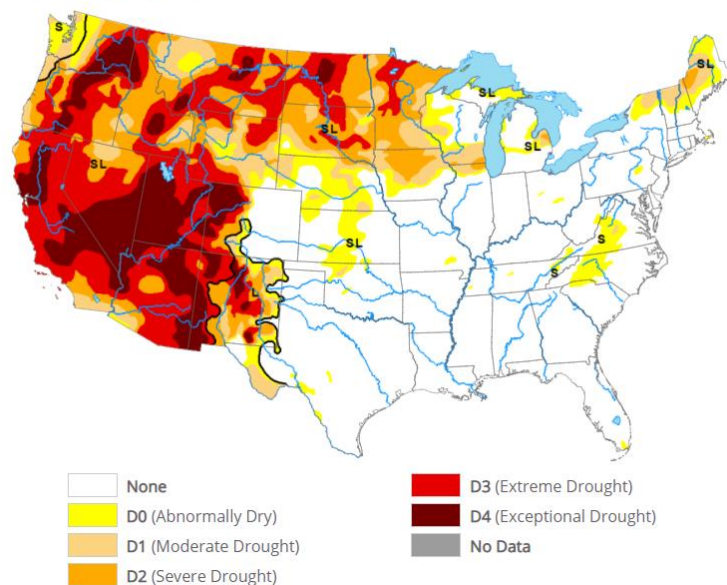 S
SL
SL
SL
SL
SL
SL
S
S
L
None
D0 (Abnormally Dry)
D1 (Moderate Drought)
D2 (Severe Drought)
D3 (Extreme Drought)
D4 (Exceptional Drought)
No Data